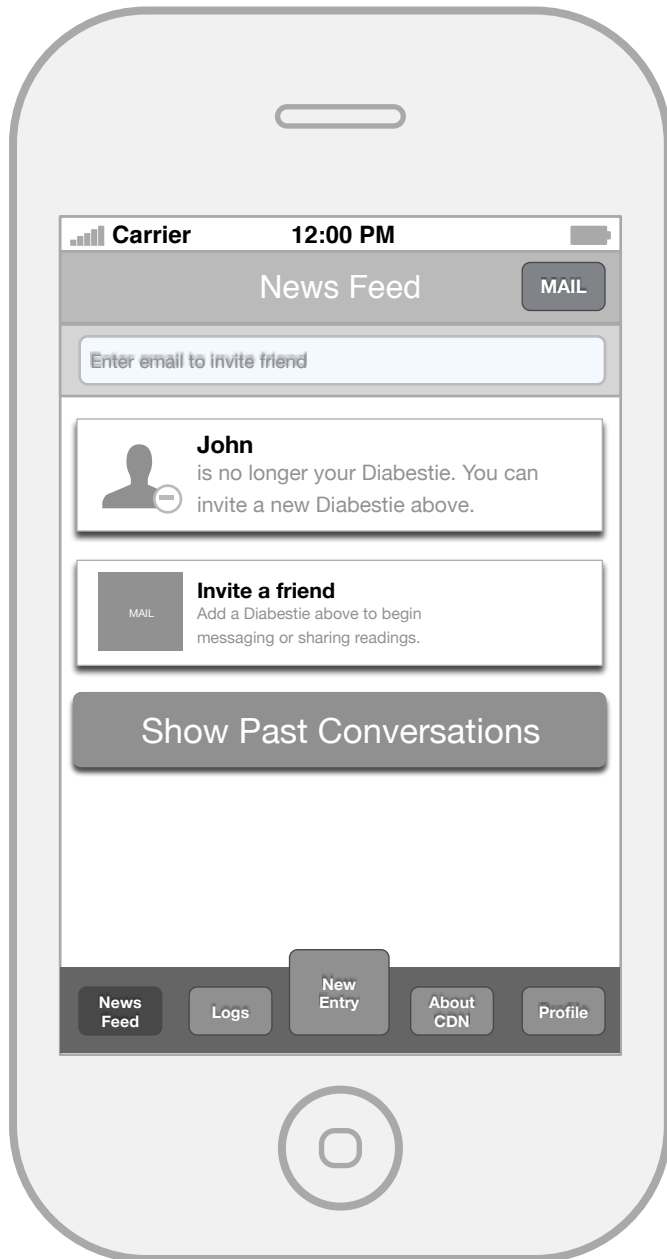 Carrier 12:00 PM
News Feed MAIL
Enter email to invite friend
John
is no longer your Diabestie. You can
invite a new Diabestie above.
MAIL
Invite a friend
Add a Diabestie above to begin
messaging or sharing readings.
Show Past Conversations
News
Feed
Logs
New
Entry
About
CDN
Profile